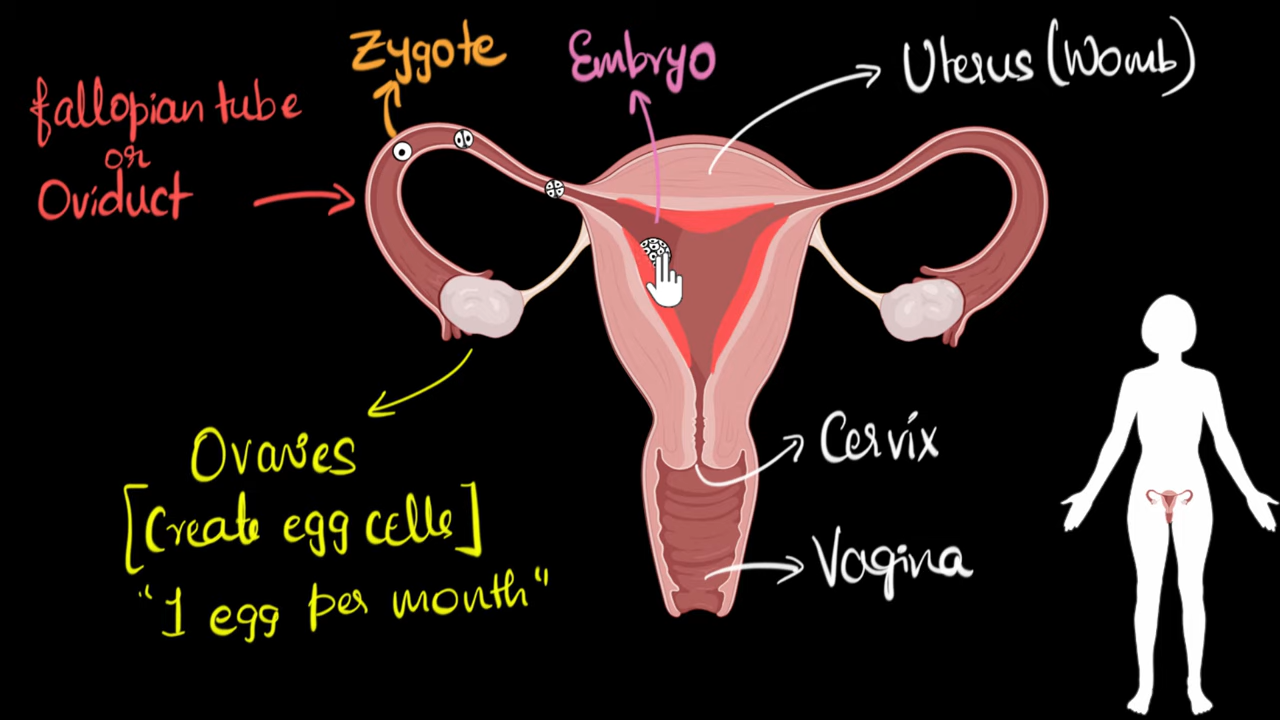 Zygote
Embryo
Uterus (Womb)
fallopian tube
or
Oviduct
Ovaries
[Create egg cells]
"1 egg per month"
Cervix
Vagina